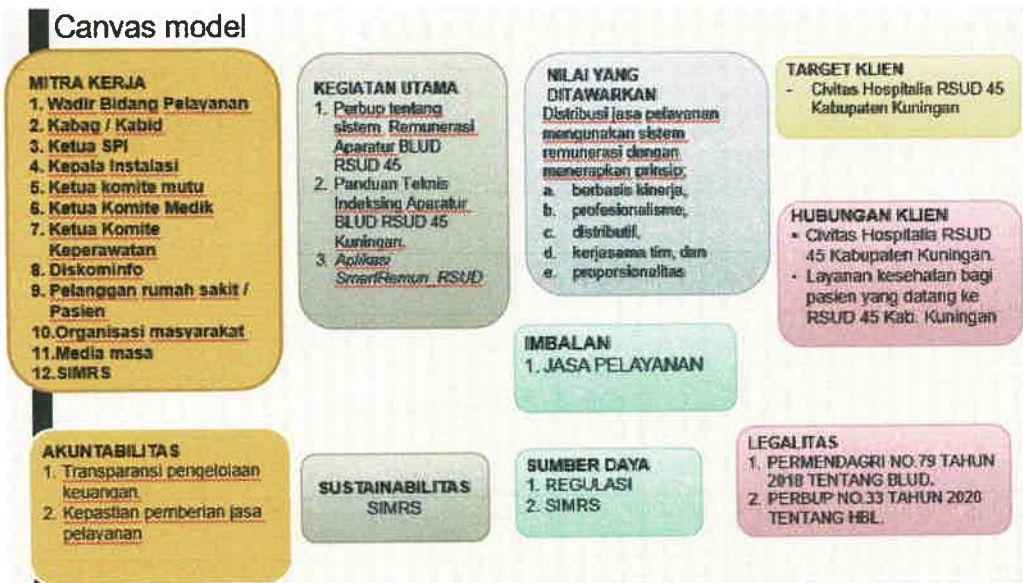 Canvas model
MITRA KERJA
1. Wadir Bidang Pelayanan
2. Kabag / Kabid
3. Ketua SPI
4. Kepala Instalasi
5. Ketua komite mutu
6. Ketua Komite Medik
7. Ketua Komite
Keperawatan
8. Diskominfo
9. Pelanggan rumah sakit /
Pasien
10.Organisasi masyarakat
11.Media masa
12.SIMRS
KEGIATAN UTAMA
1. Perbup tentang
sistem Remunerasi
Aparatur BLUD
RSUD 45
2. Panduan Teknis
Indeksing Aparatur
BLUD RSUD 45
Kuningan.
3. Aplikasi
SmartRemun RSUD
NILAI YANG
DITAWARKAN
Distribusi jasa pelayanan
mengunakan sistem
remunerasi dengan
menerapkan prinsip:
a. berbasis kinerja,
b. profesionalisme,
c. distributif,
d. kerjasama tim, dan
e. proporsionalitas
TARGET KLIEN
- Civitas Hospitalia RSUD 45
Kabupaten Kuningan
HUBUNGAN KLIEN
• Civitas Hospitalia RSUD
45 Kabupaten Kuningan.
• Layanan kesehatan bagi
pasien yang datang ke
RSUD 45 Kab. Kuningan
IMBALAN
1. JASA PELAYANAN
AKUNTABILITAS
1. Transparansi pengelolaan
keuangan.
2. Kepastian pemberian jasa
pelayanan
SUSTAINABILITAS
SIMRS
SUMBER DAYA
1. REGULASI
2. SIMRS
LEGALITAS
1. PERMENDAGRI NO.79 TAHUN
2018 TENTANG BLUD.
2. PERBUP NO.33 TAHUN 2020
TENTANG HBL.